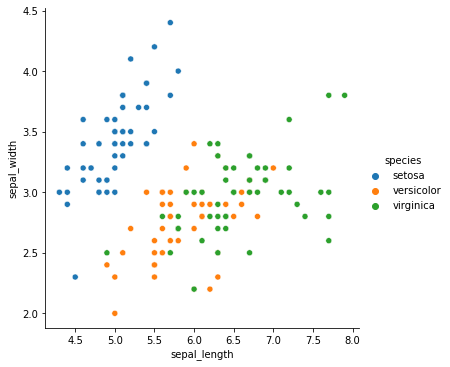 4.5
4.0
3.5
3.0
2.5
2.0
sepal_width
4.5 5.0 5.5 6.0 6.5 7.0 7.5 8.0
sepal_length
species
setosa
versicolor
virginica